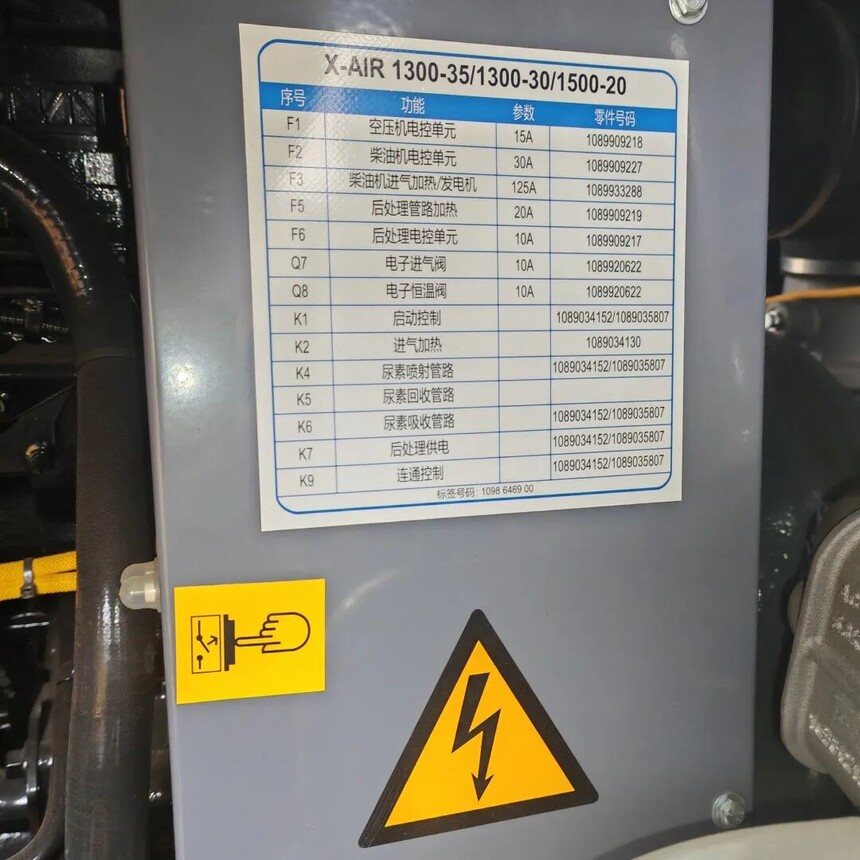 X-AIR 1300-35/1300-30/1500-20
序号 功能 参数 零件号码
F1 空压机电控单元 15A 1089909218
F2 柴油机电控单元 30A 1089909227
F3 柴油机进气加热/发电机 125A 1089933288
F5 后处理管路加热 20A 1089909219
F6 后处理电控单元 10A 1089909217
Q7 电子进气阀 10A 1089920622
Q8 电子恒温阀 10A 1089920622
K1 启动控制 1089034152/1089035807
K2 进气加热 1089034130
K4 尿素喷射管路 1089034152/1089035807
K5 尿素回收管路
K6 尿素吸收管路 1089034152/1089035807
K7 后处理供电 1089034152/1089035807
K9 连通控制 1089034152/1089035807
标签号码: 1098 6469 00